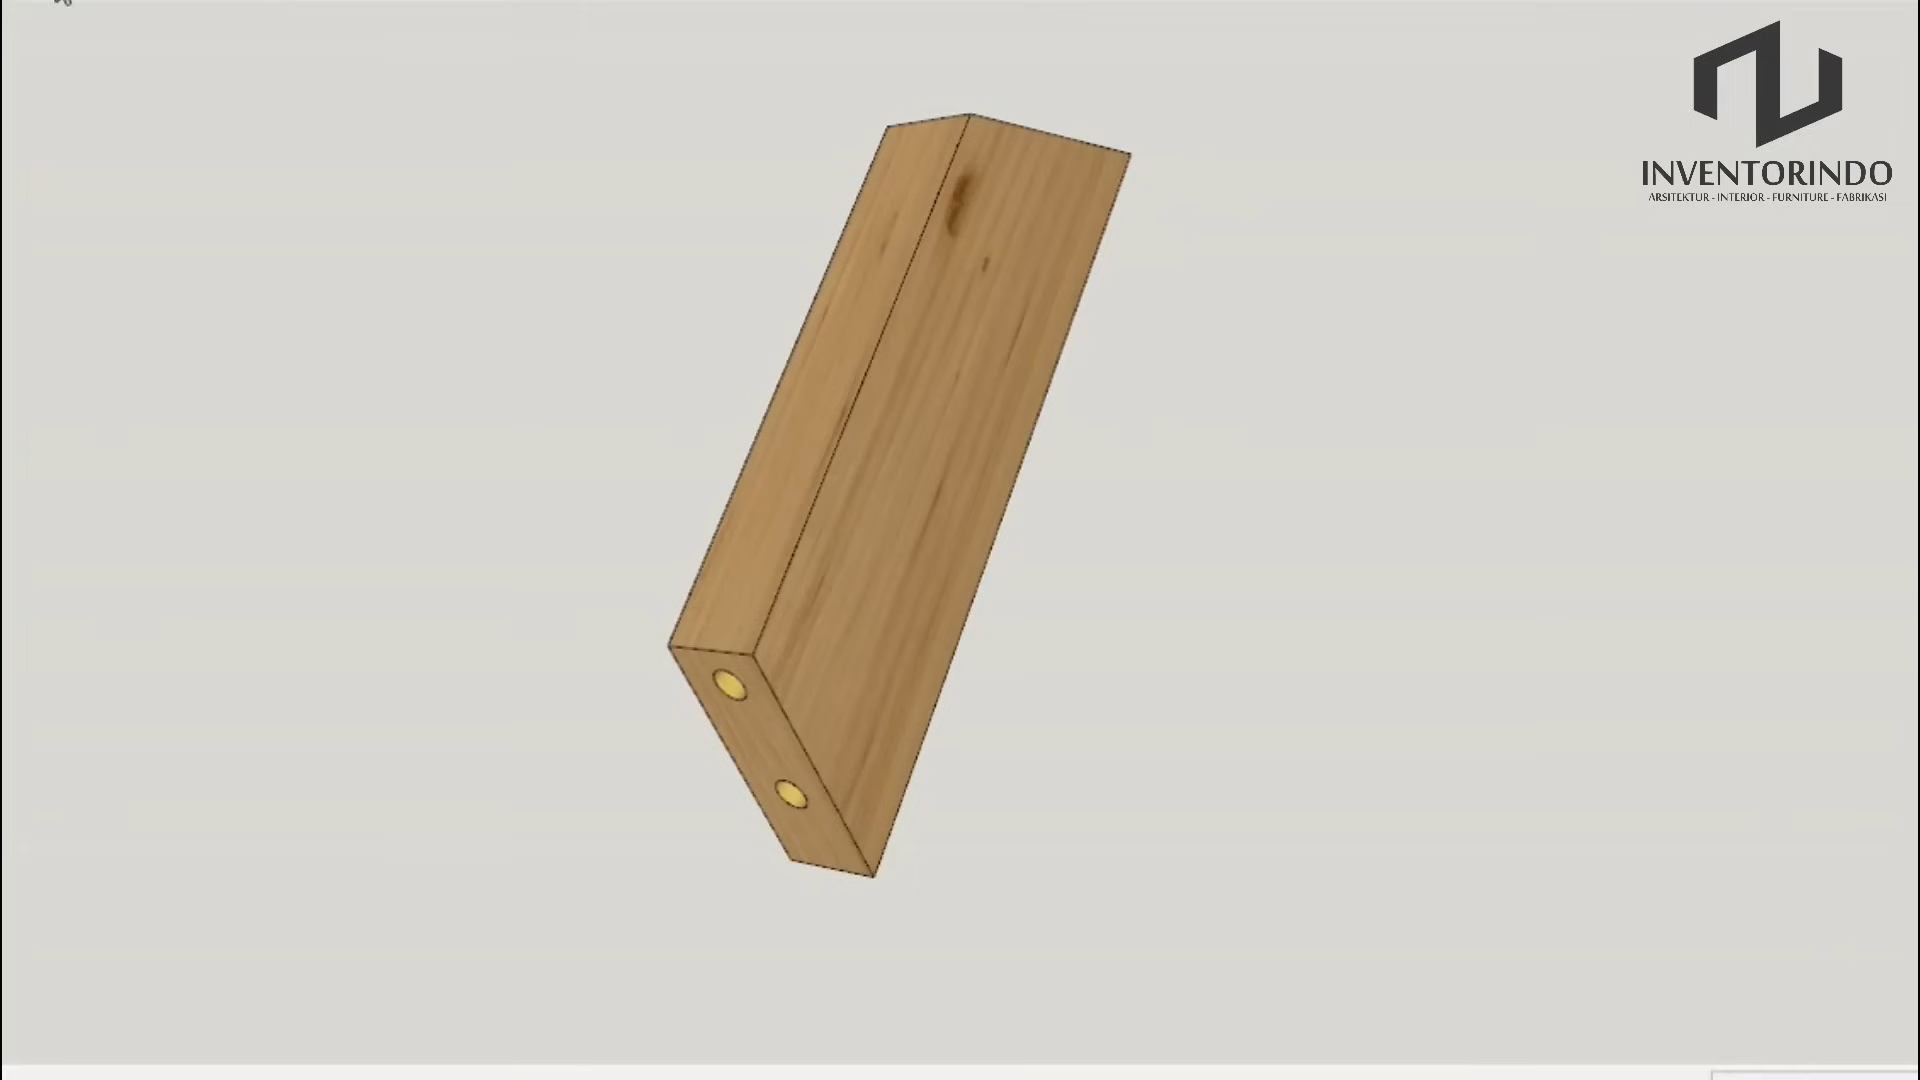 INVENTORINDO
ARSITEKTUR - INTERIOR - FURNITURE - FABRIKASI